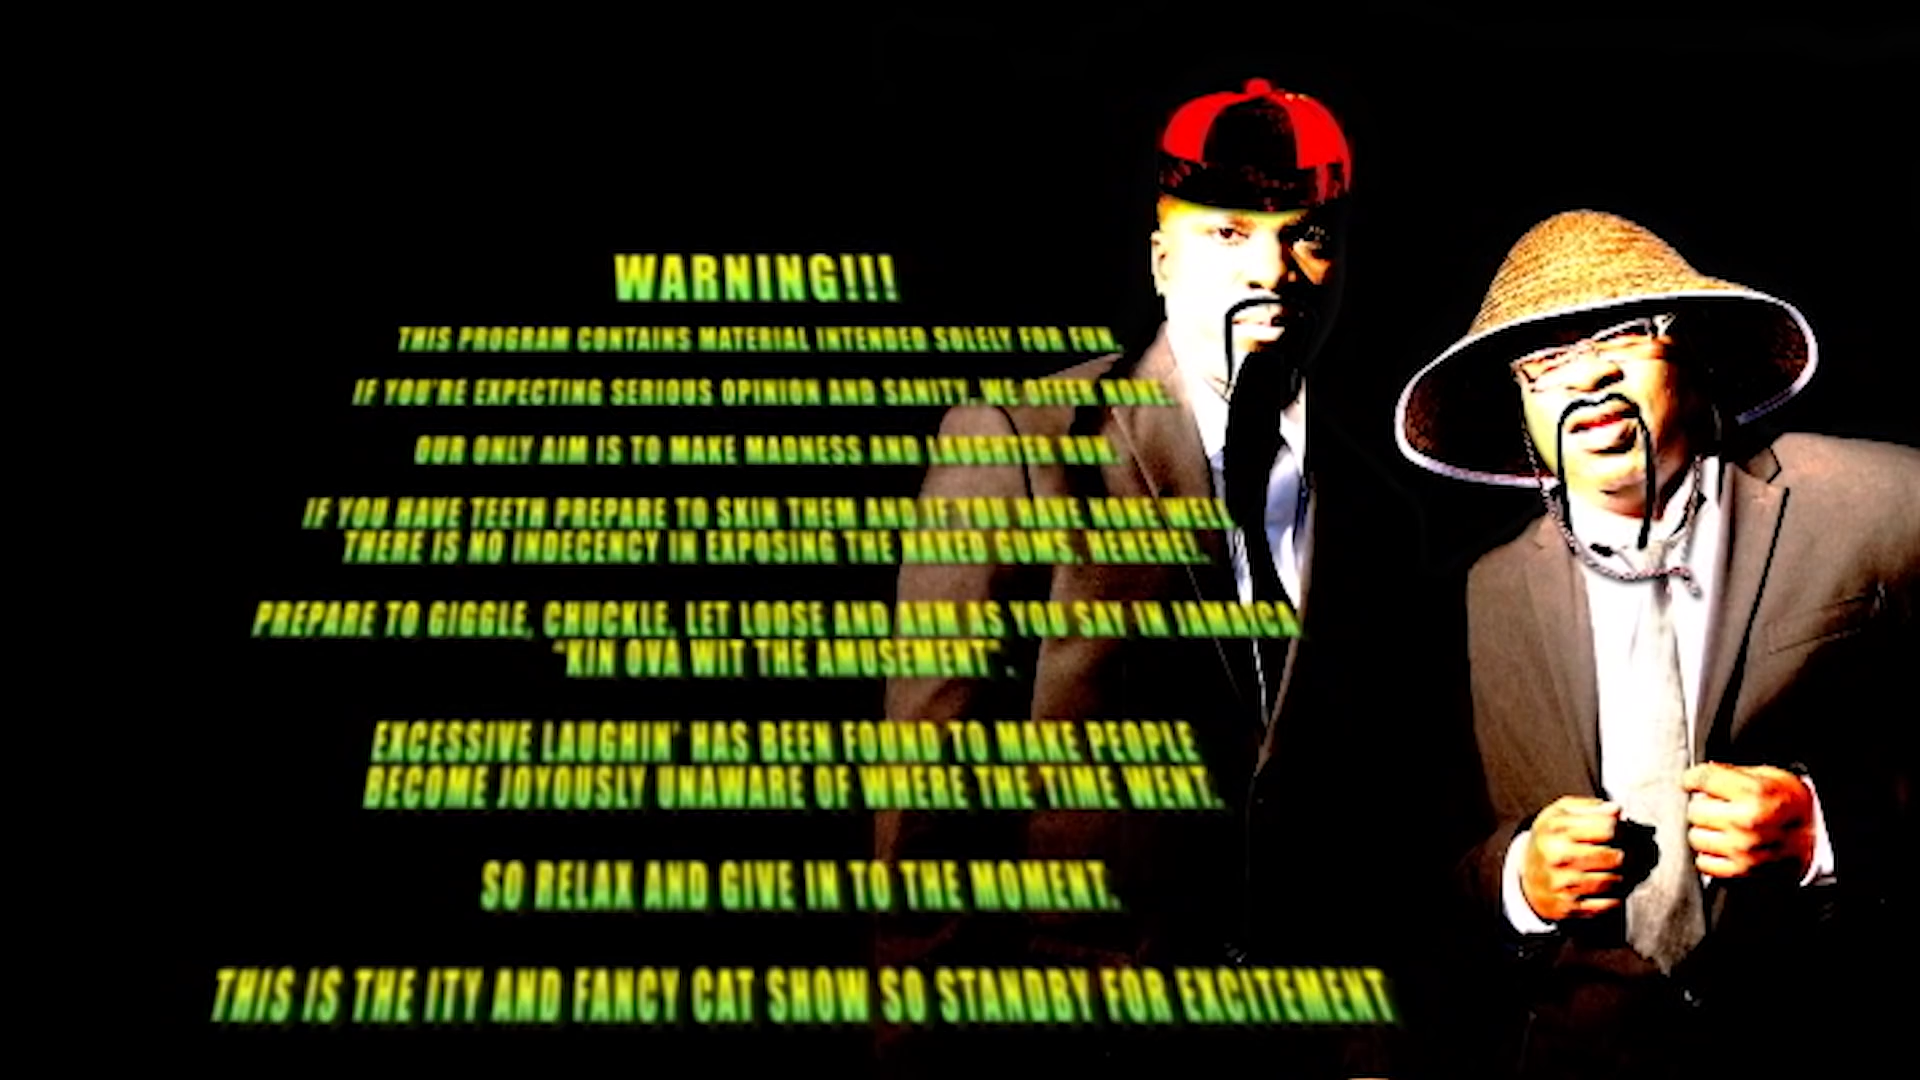 WARNING!!!
THIS PROGRAM CONTAINS MATERIAL INTENDED SOLELY FOR FUN.
IF YOU'RE EXPECTING SERIOUS OPINION AND SANITY, WE OFFER NONE.
OUR ONLY AIM IS TO MAKE MADNESS AND LAUGHTER RUN.
IF YOU HAVE TEETH PREPARE TO SKIN THEM AND IF YOU HAVE NONE WELL
THERE IS NO INDECENCY IN EXPOSING THE NAKED GUMS, HEHEHE!.
PREPARE TO GIGGLE, CHUCKLE, LET LOOSE AND AHM AS YOU SAY IN JAMAICA
"KIN OVA WIT THE AMUSEMENT".
EXCESSIVE LAUGHIN' HAS BEEN FOUND TO MAKE PEOPLE
BECOME JOYOUSLY UNAWARE OF WHERE THE TIME WENT.
SO RELAX AND GIVE IN TO THE MOMENT.
THIS IS THE ITY AND FANCY CAT SHOW SO STANDBY FOR EXCITEMENT